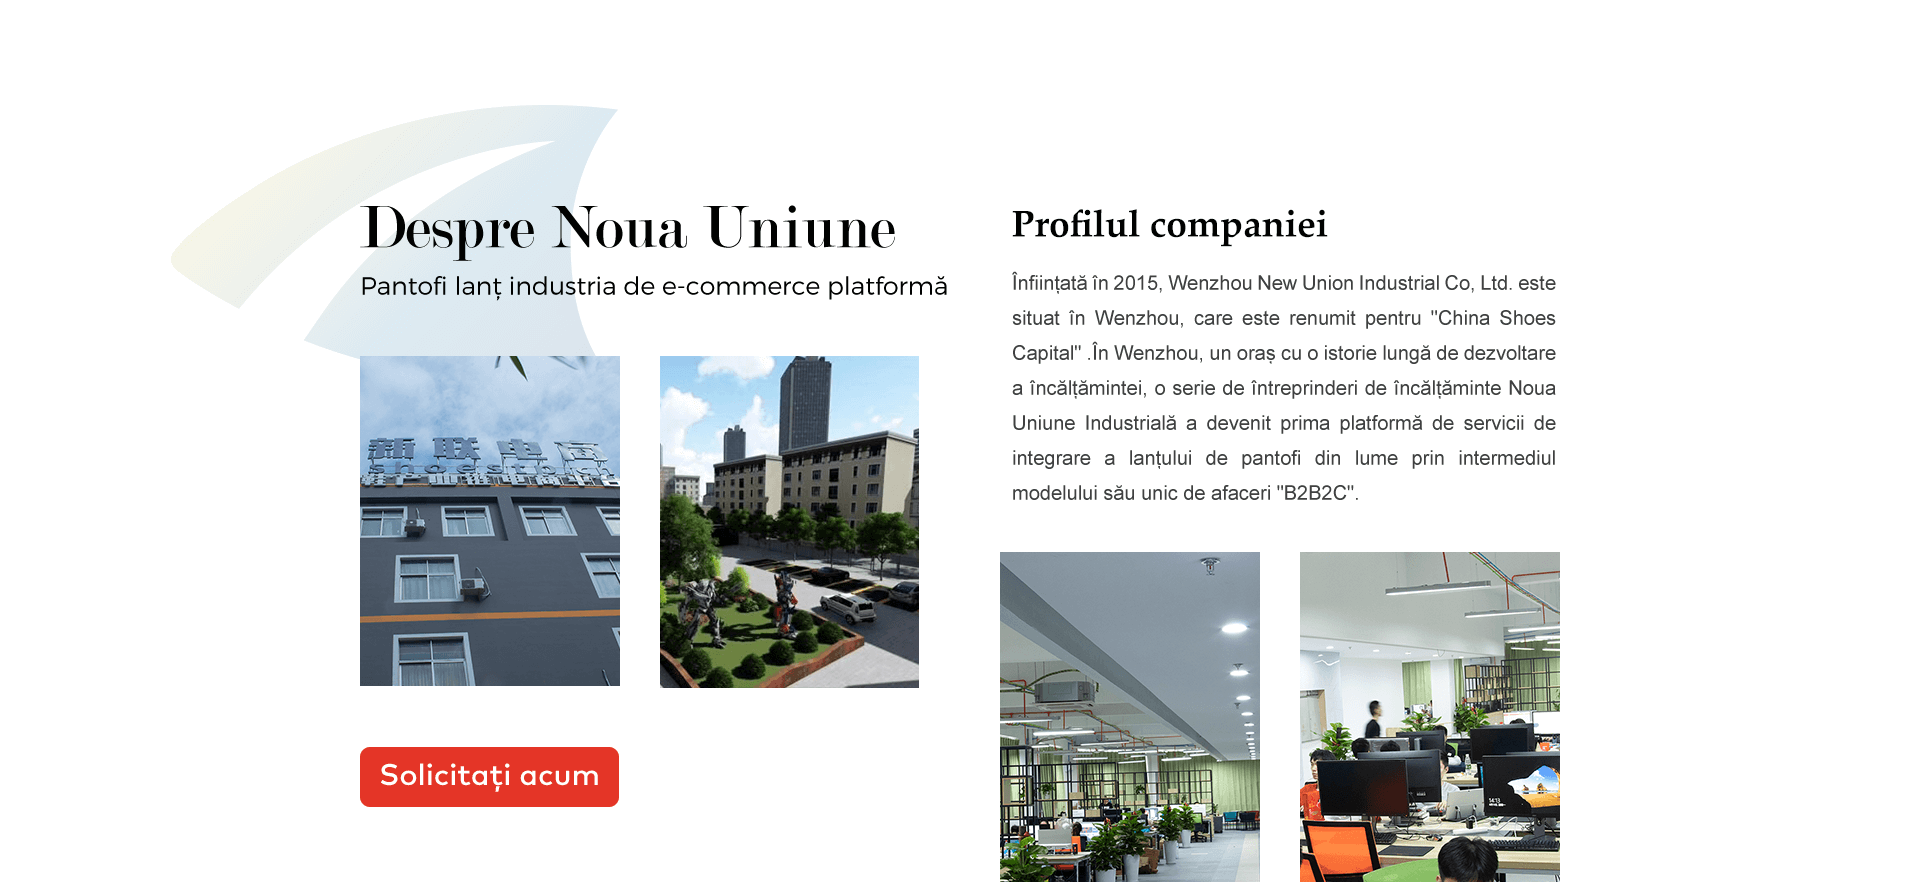 Despre Noua Uniune
Pantofi lanț industria de e-commerce platformă
新联电商
shoestp.c
Solicitați acum
Profilul companiei
Înființată în 2015, Wenzhou New Union Industrial Co, Ltd. este
situat în Wenzhou, care este renumit pentru "China Shoes
Capital" .În Wenzhou, un oraș cu o istorie lungă de dezvoltare
a încălțămintei, o serie de întreprinderi de încălțăminte Noua
Uniune Industrială a devenit prima platformă de servicii de
integrare a lanțului de pantofi din lume prin intermediul
modelului său unic de afaceri "B2B2C".
14:13